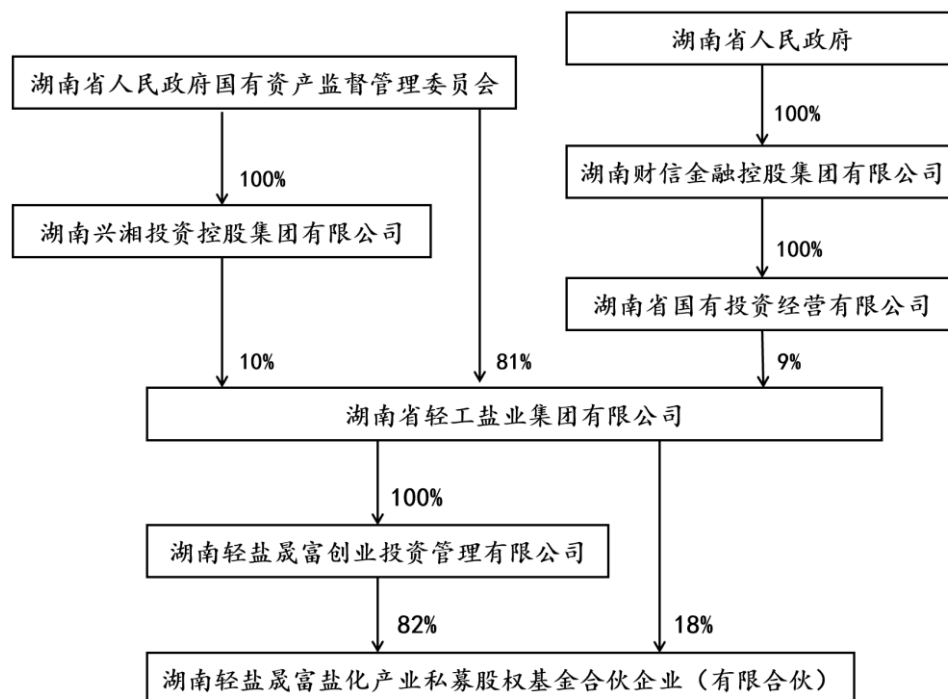 湖南省人民政府
湖南省人民政府国有资产监督管理委员会
100%
湖南财信金融控股集团有限公司
100%
湖南兴湘投资控股集团有限公司
100%
湖南省国有投资经营有限公司
10%
81%
9%
湖南省轻工盐业集团有限公司
100%
湖南轻盐晟富创业投资管理有限公司
82%
18%
湖南轻盐晟富盐化产业私募股权基金合伙企业（有限合伙）